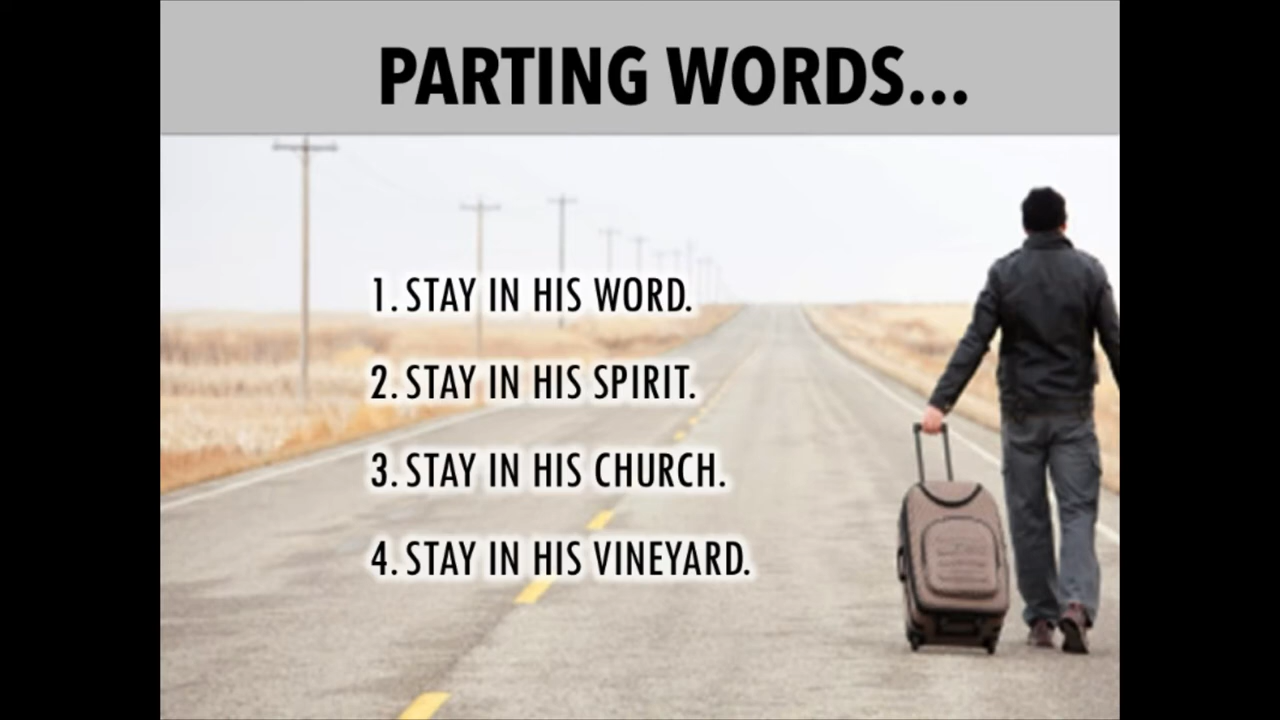 PARTING WORDS...
1. STAY IN HIS WORD.
2. STAY IN HIS SPIRIT.
3. STAY IN HIS CHURCH.
4. STAY IN HIS VINEYARD.